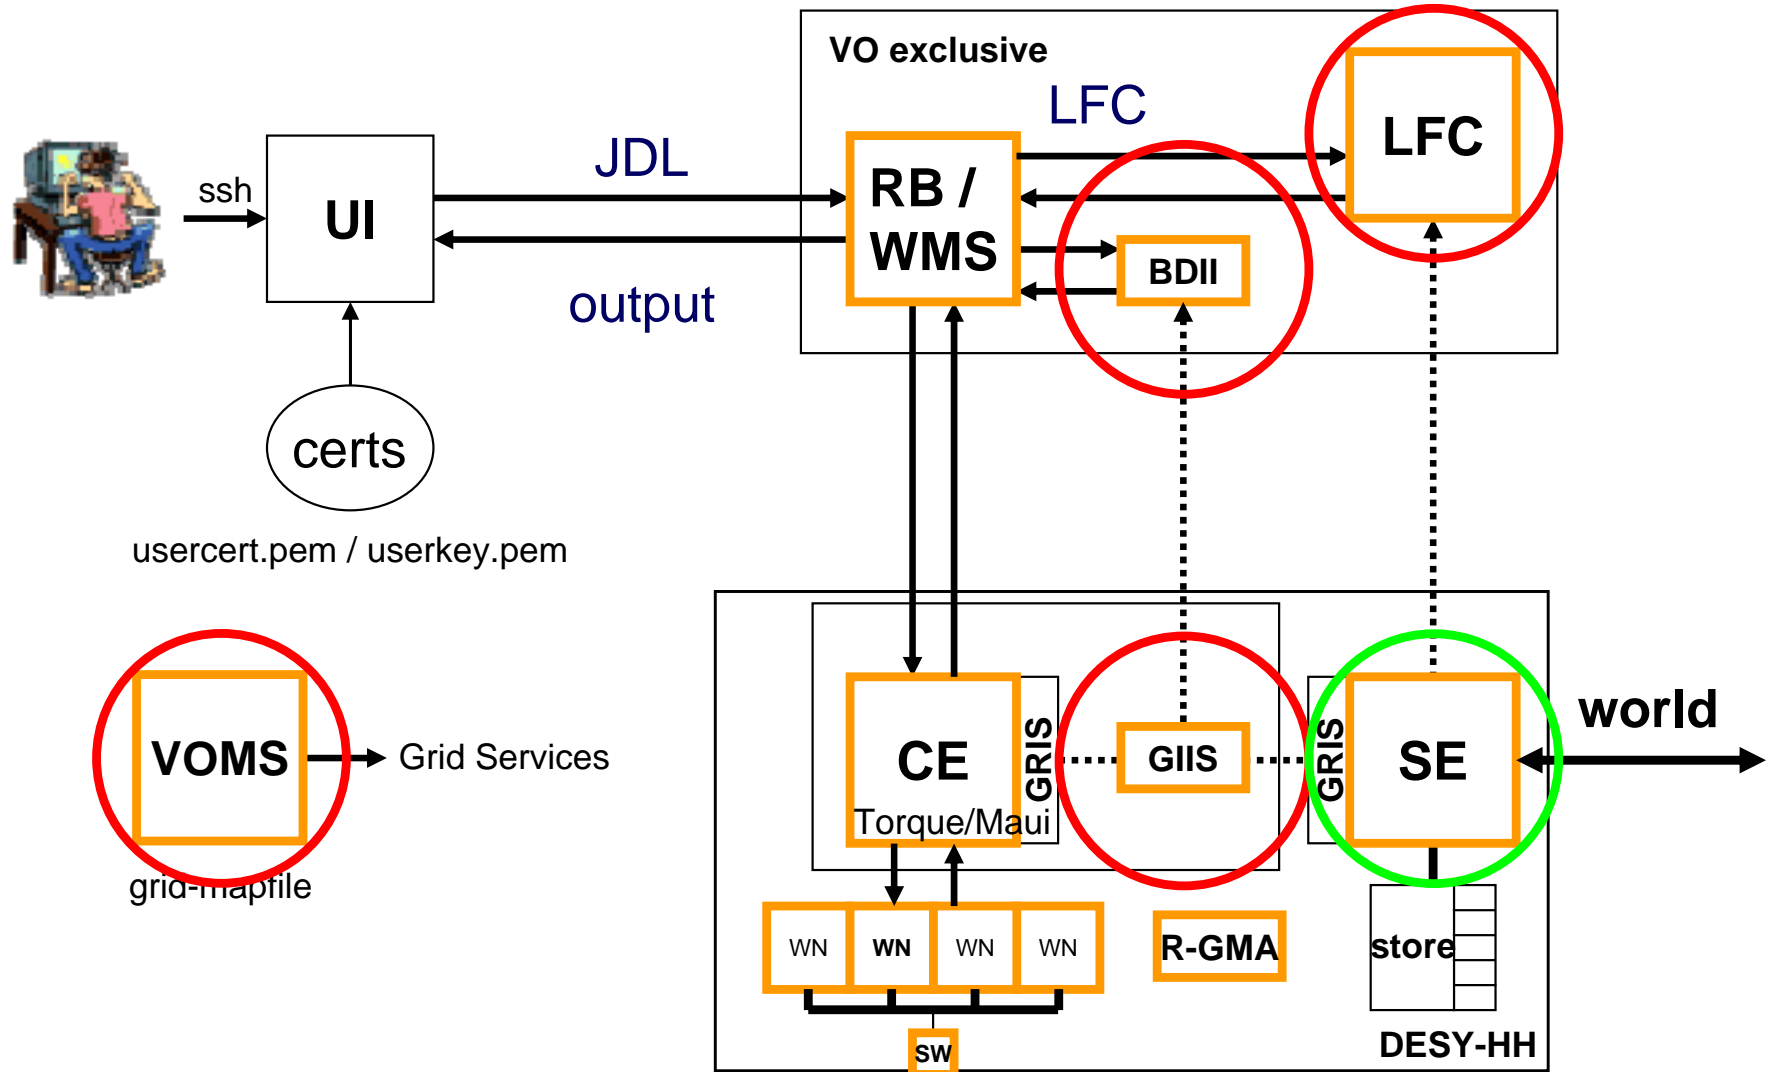 VO exclusive
LFC
LFC
JDL
ssh
UI
RB /
WMS
BDII
output
certs
usercert.pem / userkey.pem
VOMS
Grid Services
grid-mapfile
CE
GRIS
Torque/Maui
GIIS
GRIS
SE
world
WN
WN
WN
WN
R-GMA
store
SW
DESY-HH